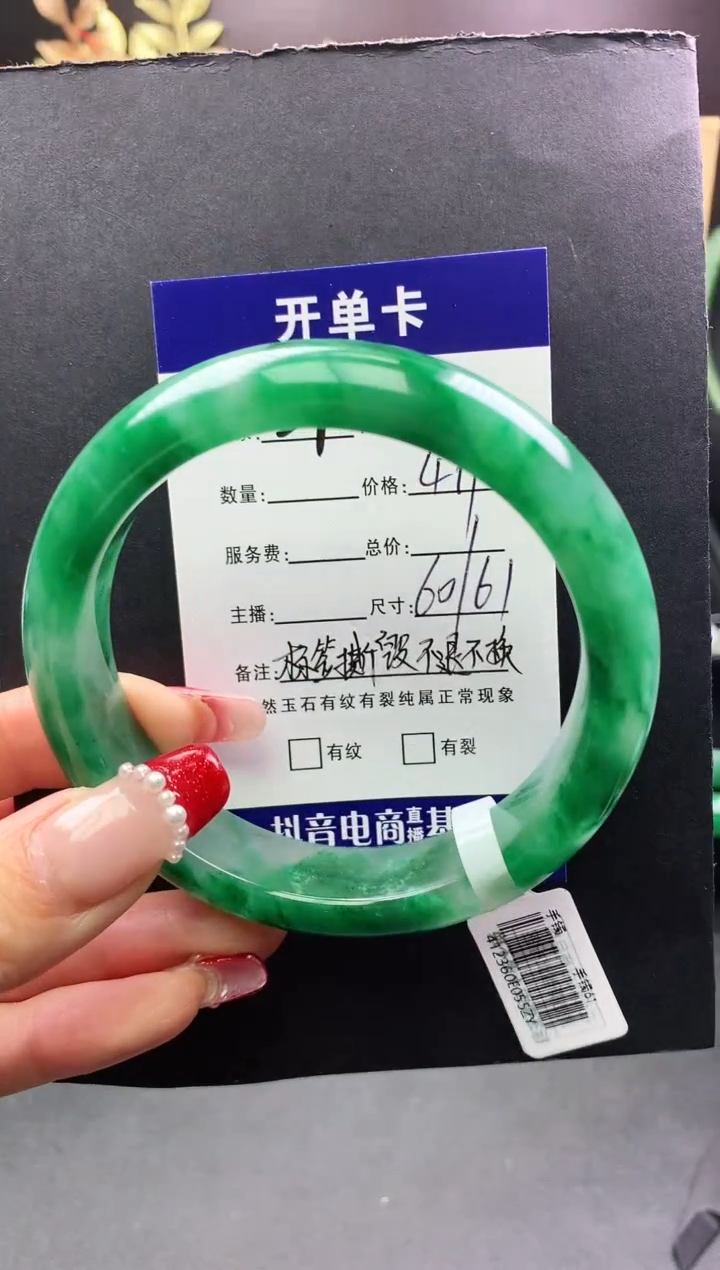 开单卡
数量: 价格:
服务费: 总价:
主播: 尺寸: 60/61
备注: 标签撕毁不退不换
然玉石有纹有裂纯属正常现象
有纹 有裂
抖音电商直播基
手镯 手镯61